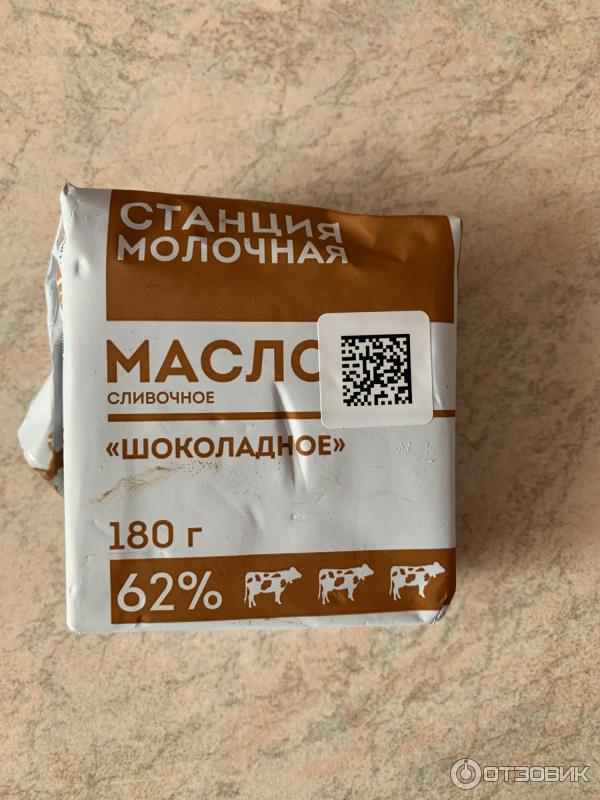 СТАНЦИЯ
МОЛОЧНАЯ
МАСЛО
СЛИВОЧНОЕ
«ШОКОЛАДНОЕ»
180 г
62%
ОТЗОВИК